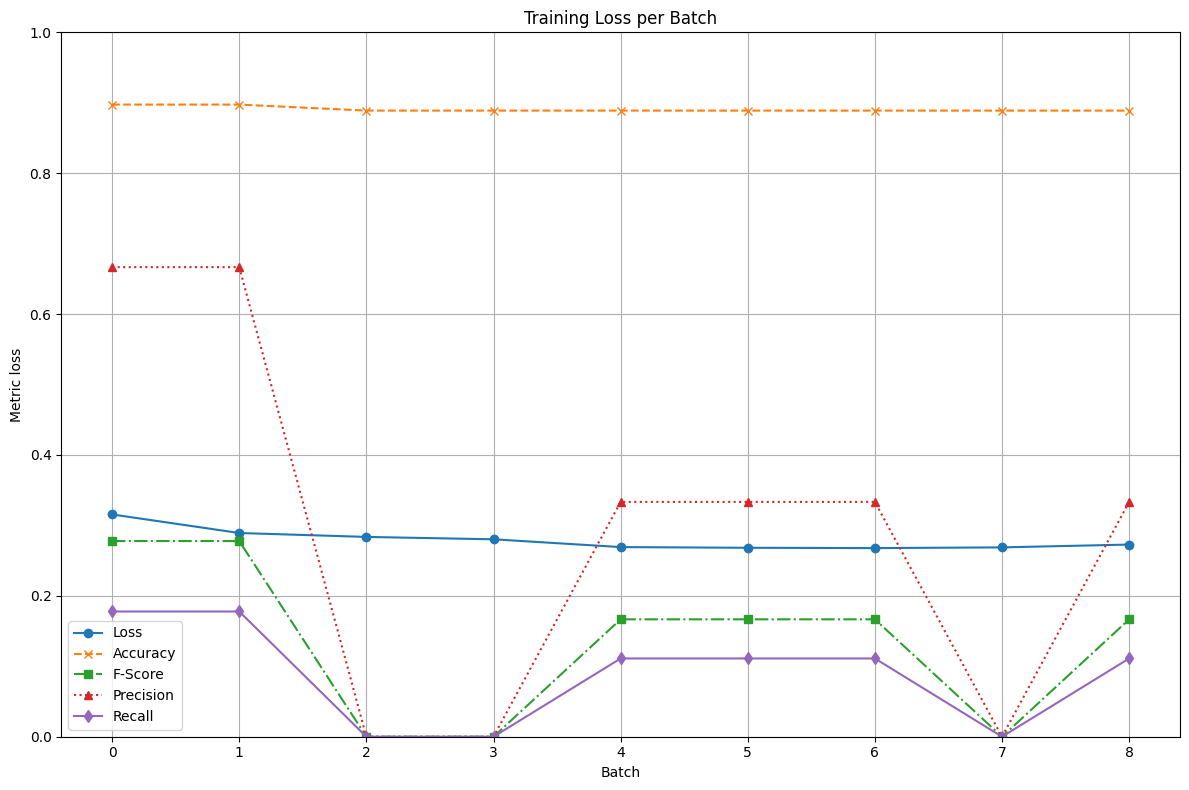 Training Loss per Batch
1.0
0.8
0.6
0.4
0.2
0.0
Metric loss
Loss
Accuracy
F-Score
Precision
Recall
0 1 2 3 4 5 6 7 8
Batch